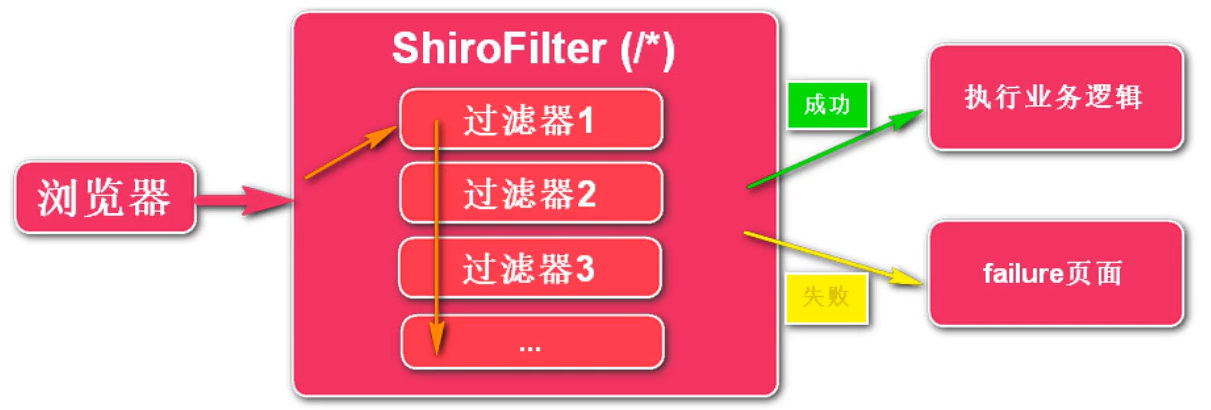 浏览器
ShiroFilter (/*)
过滤器1
过滤器2
过滤器3
...
成功
失败
执行业务逻辑
failure页面